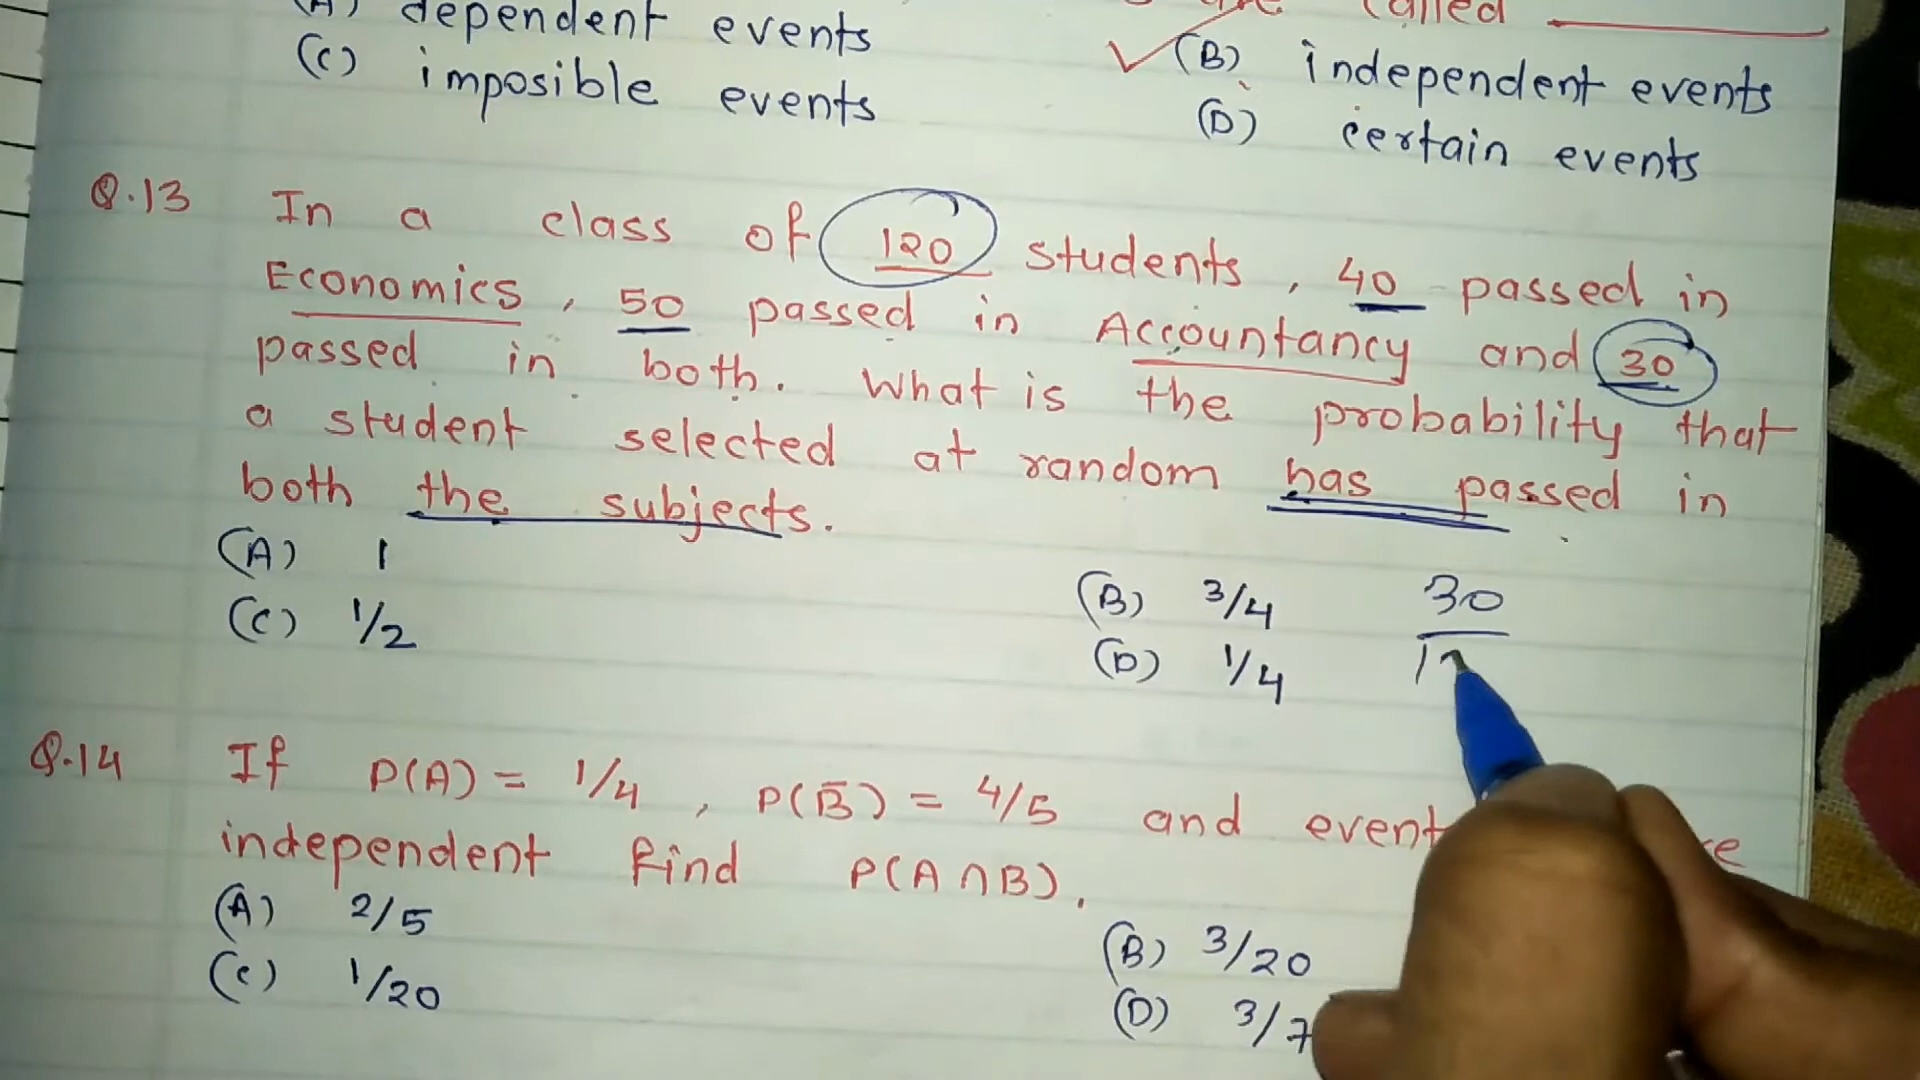 (A) dependent events
called
(B) independent events
(C) imposible events
(D) certain events
Q.13 In a class of 120 students, 40 passed in
Economics, 50 passed in Accountancy and 30
passed in both. What is the probability that
a student selected at random has passed in
both the subjects.
(A) 1
(B) 3/4
(C) 1/2
(D) 1/4
30
Q.14 If P(A) = 1/4, P(B̄) = 4/5 and event
independent find P(A∩B).
(A) 2/5
(B) 3/20
(C) 1/20
(D) 3/7